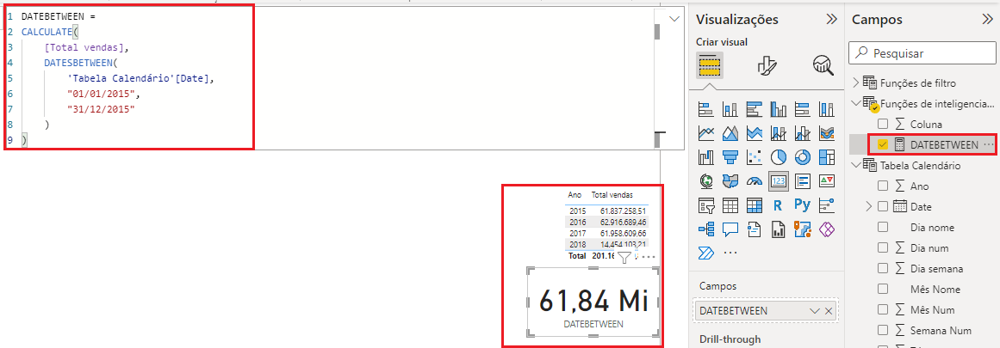 1 DATEBETWEEN =
2 CALCULATE(
3 [Total vendas],
4 DATESBETWEEN(
5 'Tabela Calendário'[Date],
6 "01/01/2015",
7 "31/12/2015"
8 )
9 )
Ano Total vendas
2015 61.837.258,51
2016 62.916.689,46
2017 61.958.609,66
2018 14.454.103,21
Total 201.16
61,84 Mi
DATEBETWEEN
Visualizações
Criar visual
123
R
Py
Campos
DATEBETWEEN
Drill-through
Campos
Pesquisar
Funções de filtro
Funções de inteligencia...
Coluna
DATEBETWEEN
Tabela Calendário
Ano
Date
Dia nome
Dia num
Dia semana
Mês Nome
Mês Num
Semana Num